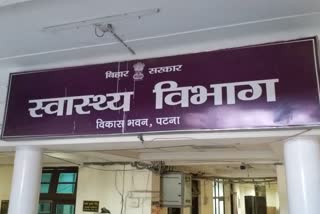 बिहार सरकार
स्वास्थ्य विभाग
विकास भवन, पटना